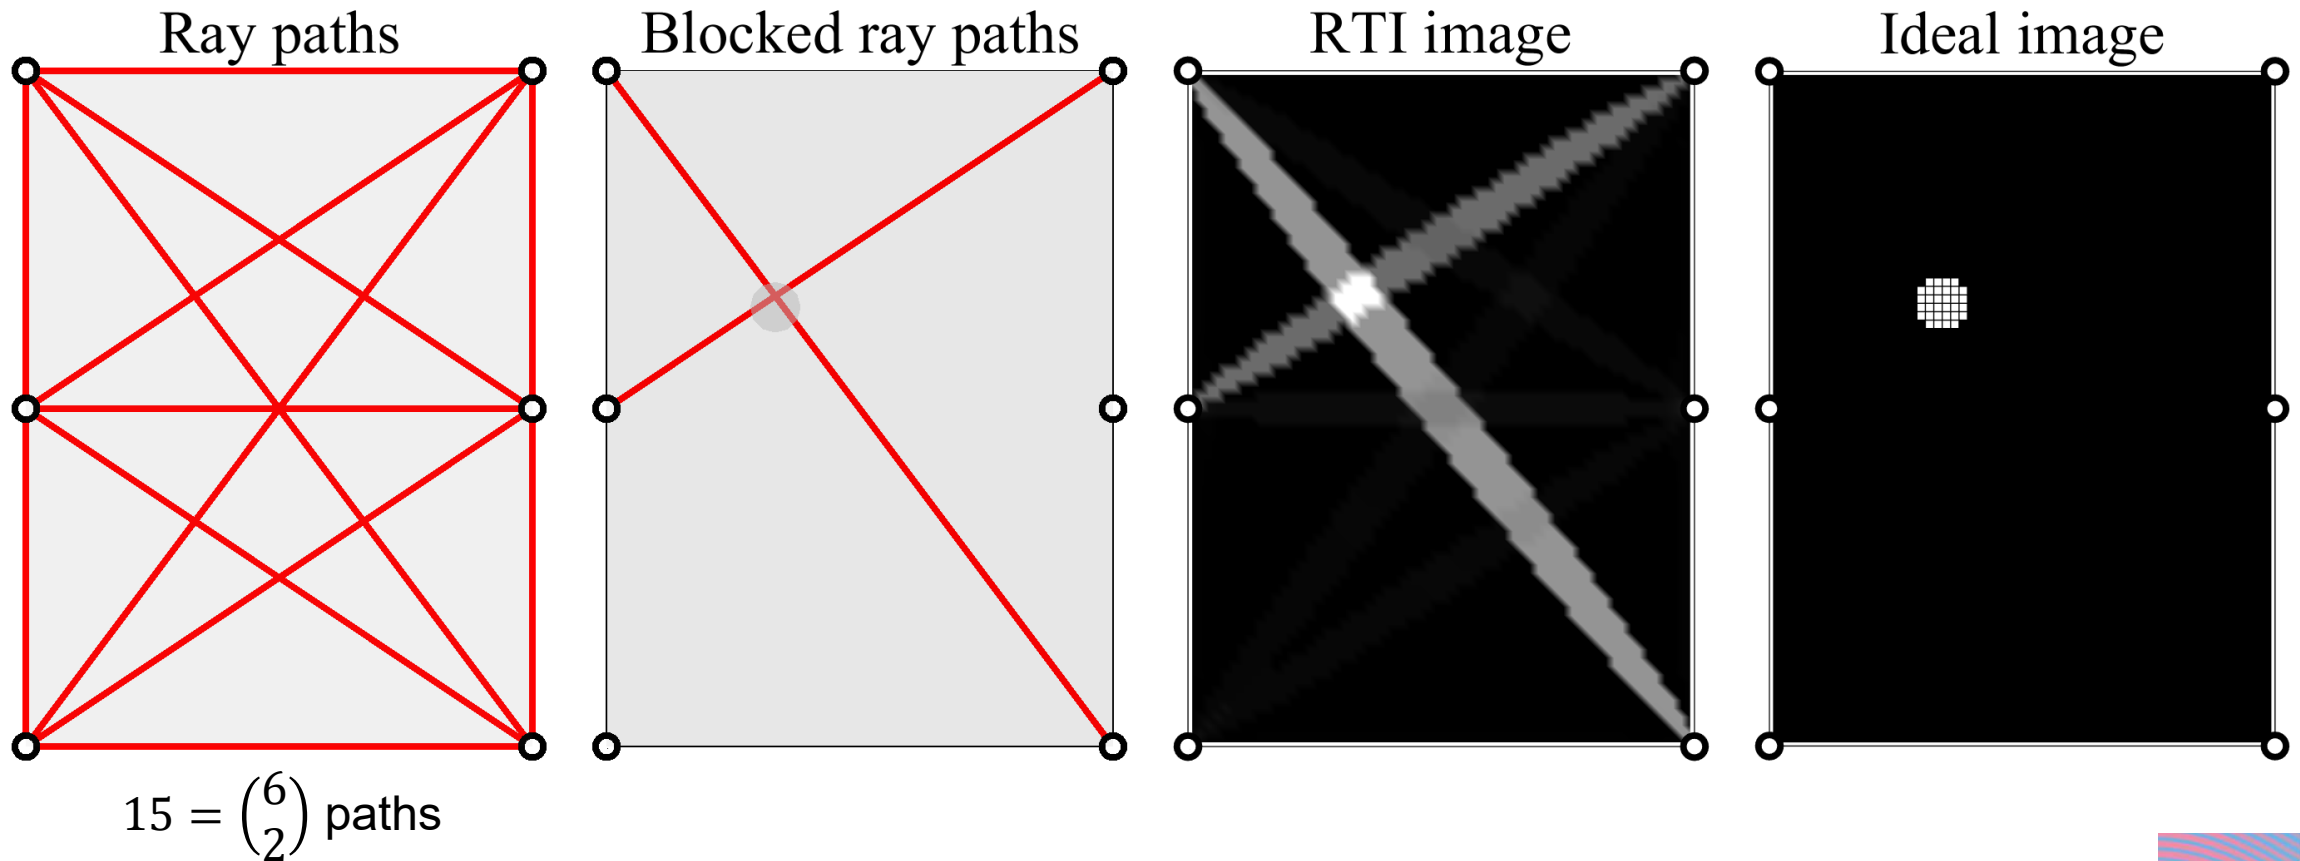 Ray paths
Blocked ray paths
RTI image
Ideal image
15 = (6 2) paths